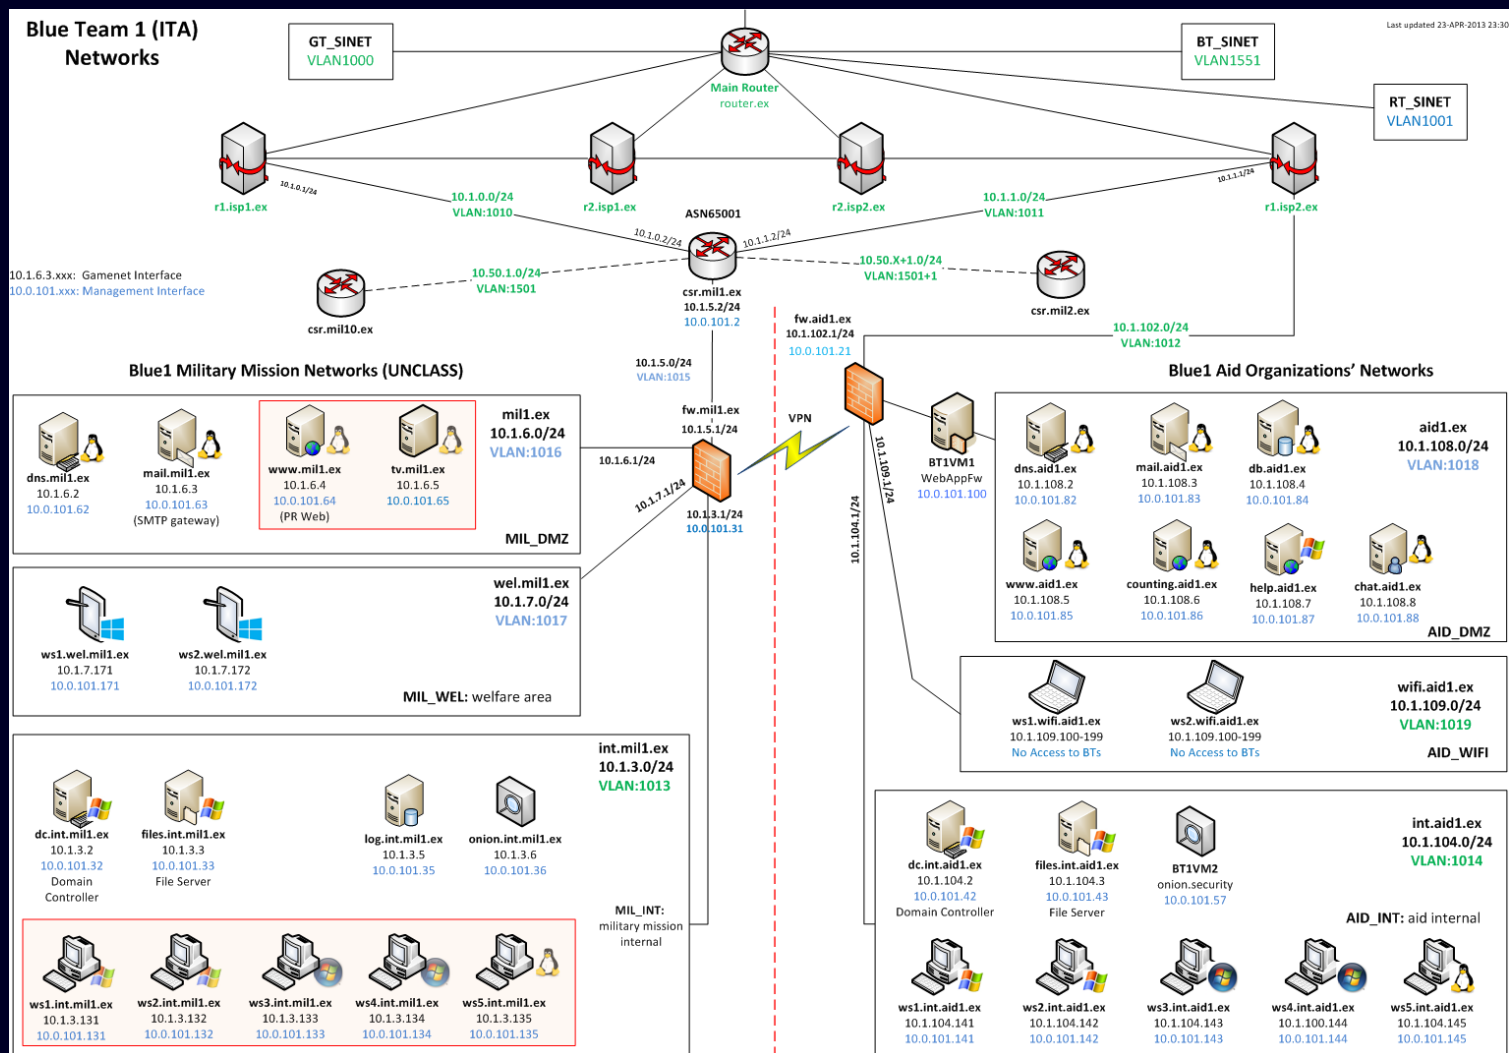 Blue Team 1 (ITA)
Networks
Last updated 23-APR-2013 23:30
GT_SINET
VLAN1000
BT_SINET
VLAN1551
RT_SINET
VLAN1001
Main Router
router.ex
10.1.0.1/24
10.1.1.1/24
r1.isp1.ex
r2.isp1.ex
r2.isp2.ex
r1.isp2.ex
10.1.0.0/24
VLAN:1010
10.1.1.0/24
VLAN:1011
ASN65001
10.1.0.2/24
10.1.1.2/24
10.1.6.3.xxx: Gamenet Interface
10.0.101.xxx: Management Interface
10.50.1.0/24
VLAN:1501
10.50.X+1.0/24
VLAN:1501+1
csr.mil10.ex
csr.mil1.ex
10.1.5.2/24
10.0.101.2
csr.mil2.ex
fw.aid1.ex
10.1.102.1/24
10.0.101.21
10.1.102.0/24
VLAN:1012
10.1.5.0/24
VLAN:1015
Blue1 Military Mission Networks (UNCLASS)
Blue1 Aid Organizations' Networks
fw.mil1.ex
10.1.5.1/24
VPN
10.1.6.1/24
10.1.7.1/24
10.1.3.1/24
10.0.101.31
10.1.109.1/24
10.1.104.1/24
BT1VM1
WebAppFw
10.0.101.100
mil1.ex
10.1.6.0/24
VLAN:1016
dns.mil1.ex
10.1.6.2
10.0.101.62
mail.mil1.ex
10.1.6.3
10.0.101.63
(SMTP gateway)
www.mil1.ex
10.1.6.4
10.0.101.64
(PR Web)
tv.mil1.ex
10.1.6.5
10.0.101.65
MIL_DMZ
aid1.ex
10.1.108.0/24
VLAN:1018
dns.aid1.ex
10.1.108.2
10.0.101.82
mail.aid1.ex
10.1.108.3
10.0.101.83
db.aid1.ex
10.1.108.4
10.0.101.84
www.aid1.ex
10.1.108.5
10.0.101.85
counting.aid1.ex
10.1.108.6
10.0.101.86
help.aid1.ex
10.1.108.7
10.0.101.87
chat.aid1.ex
10.1.108.8
10.0.101.88
AID_DMZ
wel.mil1.ex
10.1.7.0/24
VLAN:1017
ws1.wel.mil1.ex
10.1.7.171
10.0.101.171
ws2.wel.mil1.ex
10.1.7.172
10.0.101.172
MIL_WEL: welfare area
wifi.aid1.ex
10.1.109.0/24
VLAN:1019
ws1.wifi.aid1.ex
10.1.109.100-199
No Access to BTs
ws2.wifi.aid1.ex
10.1.109.100-199
No Access to BTs
AID_WIFI
int.mil1.ex
10.1.3.0/24
VLAN:1013
dc.int.mil1.ex
10.1.3.2
10.0.101.32
Domain
Controller
files.int.mil1.ex
10.1.3.3
10.0.101.33
File Server
log.int.mil1.ex
10.1.3.5
10.0.101.35
onion.int.mil1.ex
10.1.3.6
10.0.101.36
MIL_INT:
military mission
internal
ws1.int.mil1.ex
10.1.3.131
10.0.101.131
ws2.int.mil1.ex
10.1.3.132
10.0.101.132
ws3.int.mil1.ex
10.1.3.133
10.0.101.133
ws4.int.mil1.ex
10.1.3.134
10.0.101.134
ws5.int.mil1.ex
10.1.3.135
10.0.101.135
int.aid1.ex
10.1.104.0/24
VLAN:1014
dc.int.aid1.ex
10.1.104.2
10.0.101.42
Domain Controller
files.int.aid1.ex
10.1.104.3
10.0.101.43
File Server
BT1VM2
onion.security
10.0.101.57
AID_INT: aid internal
ws1.int.aid1.ex
10.1.104.141
10.0.101.141
ws2.int.aid1.ex
10.1.104.142
10.0.101.142
ws3.int.aid1.ex
10.1.104.143
10.0.101.143
ws4.int.aid1.ex
10.1.100.144
10.0.101.144
ws5.int.aid1.ex
10.1.104.145
10.0.101.145